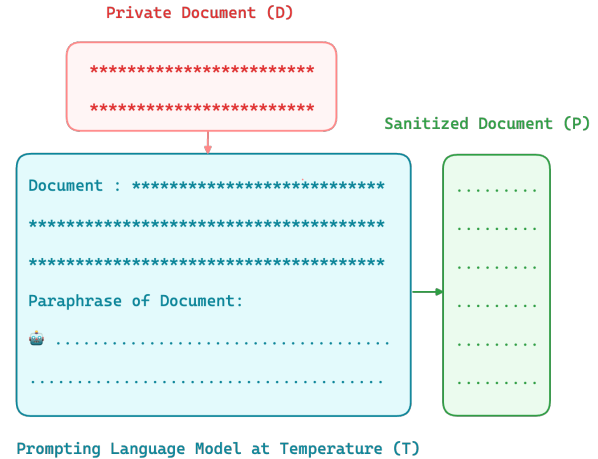 Private Document (D)
************************
************************
Sanitized Document (P)
Document : ***************************
**************************************
**************************************
Paraphrase of Document:
....................................
......................................
.........
.........
.........
.........
.........
.........
Prompting Language Model at Temperature (T)